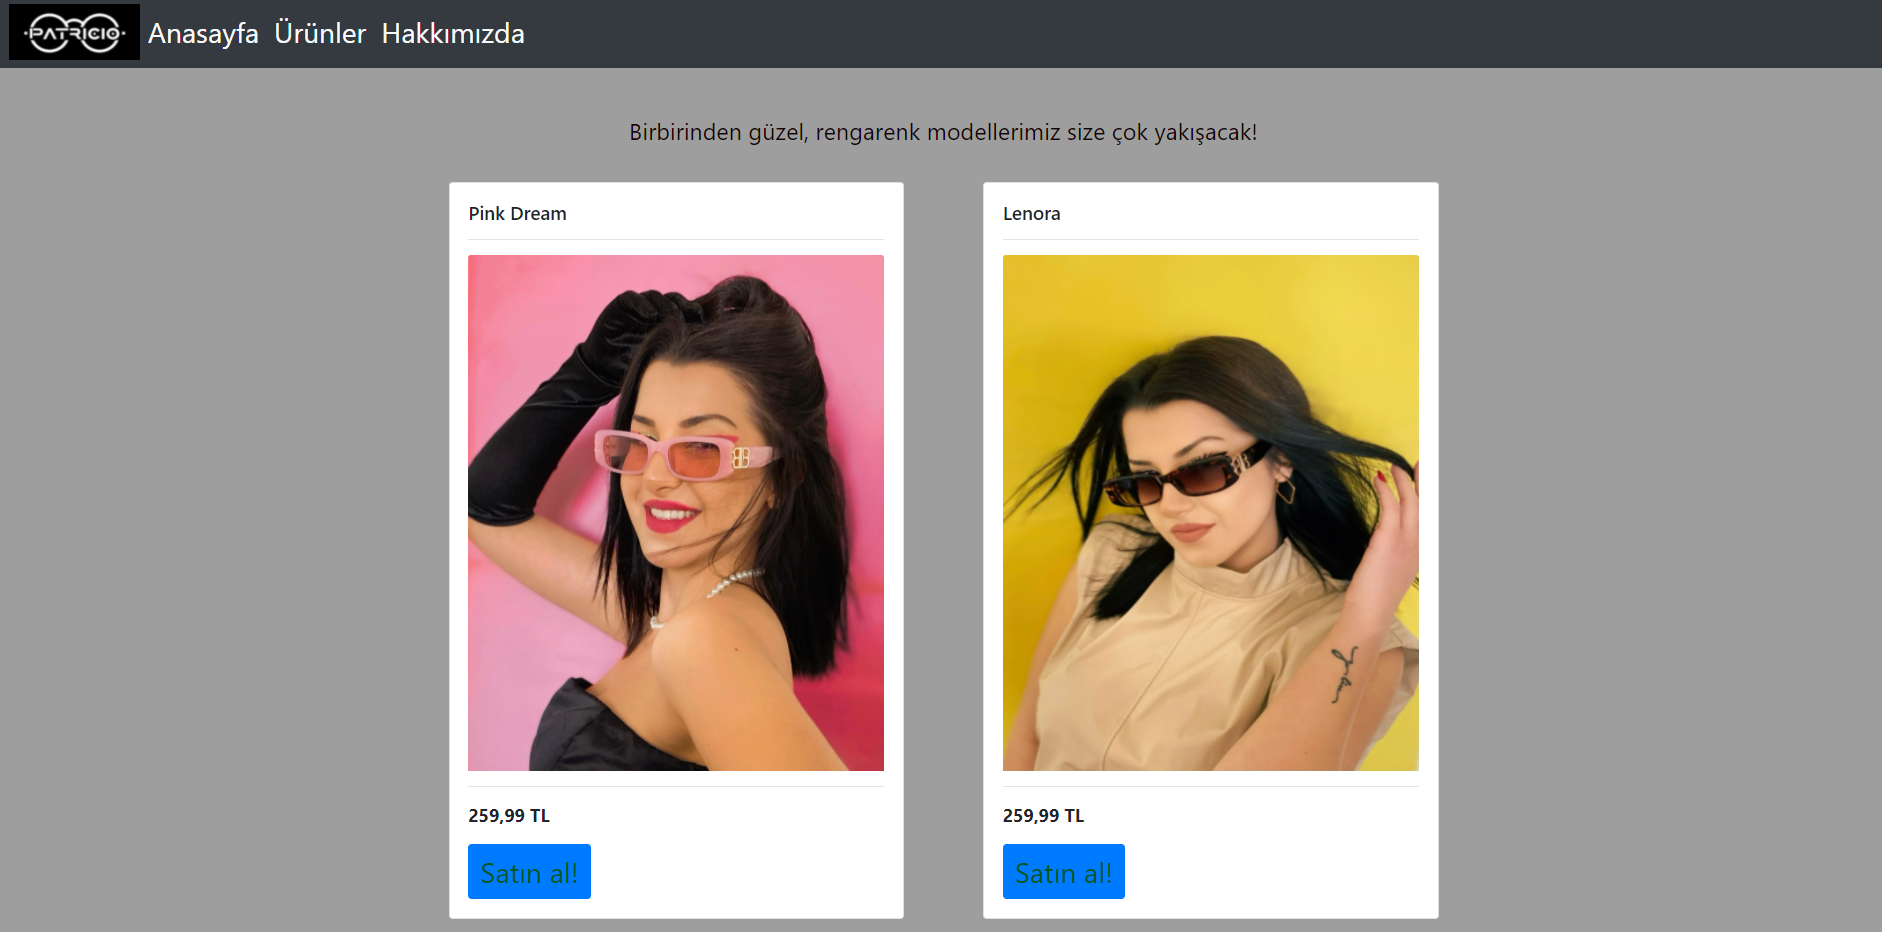 ·PATRICIO· Anasayfa Ürünler Hakkımızda
Birbirinden güzel, rengarenk modellerimiz size çok yakışacak!
Pink Dream
259,99 TL
Satın al!
Lenora
259,99 TL
Satın al!